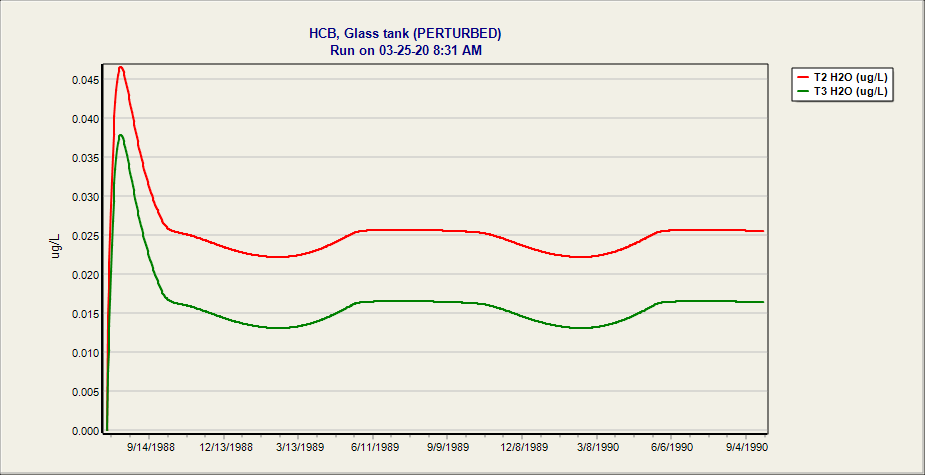 HCB, Glass tank (PERTURBED)
Run on 03-25-20 8:31 AM
T2 H2O (ug/L)
T3 H2O (ug/L)
ug/L
0.045
0.040
0.035
0.030
0.025
0.020
0.015
0.010
0.005
0.000
9/14/1988 12/13/1988 3/13/1989 6/11/1989 9/9/1989 12/8/1989 3/8/1990 6/6/1990 9/4/1990